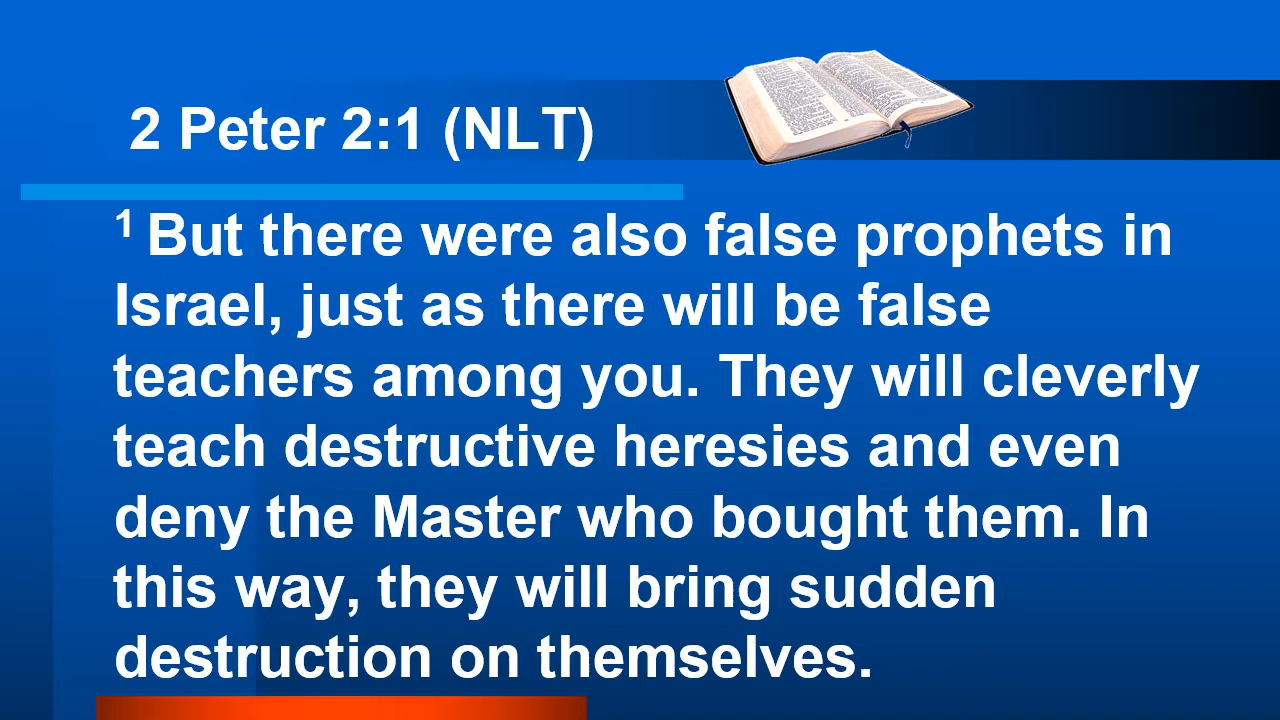 2 Peter 2:1 (NLT)
1 But there were also false prophets in
Israel, just as there will be false
teachers among you. They will cleverly
teach destructive heresies and even
deny the Master who bought them. In
this way, they will bring sudden
destruction on themselves.